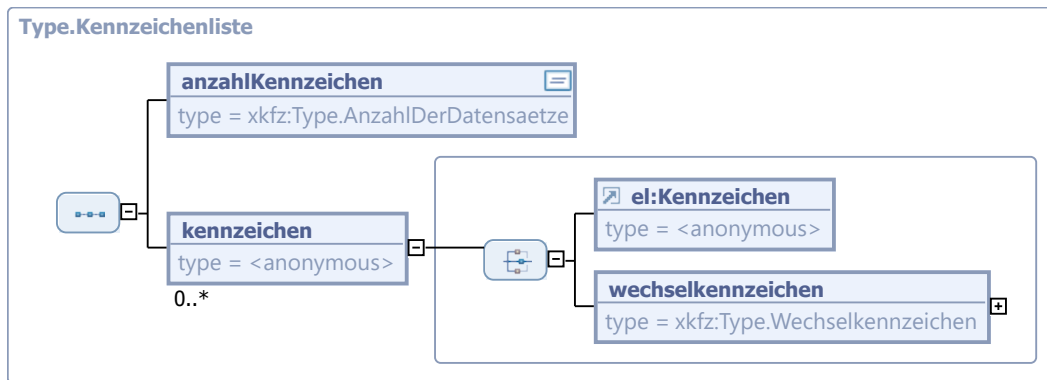 Type.Kennzeichenliste
anzahlKennzeichen
type = xkfz:Type.AnzahlDerDatensaetze
kennzeichen
type = <anonymous>
0..*
el:Kennzeichen
type = <anonymous>
wechselkennzeichen
type = xkfz:Type.Wechselkennzeichen